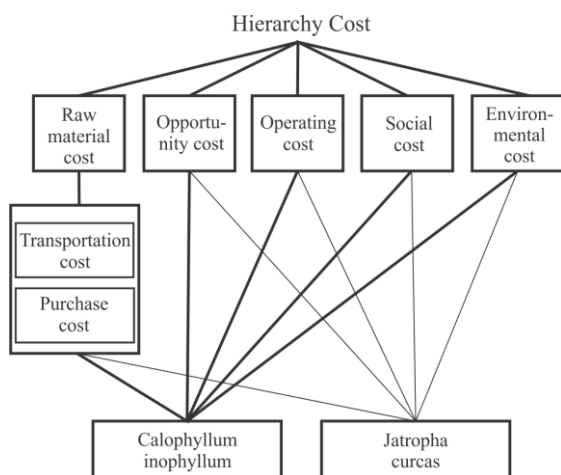 Hierarchy Cost
Raw
material
cost
Opportu-
nity cost
Operating
cost
Social
cost
Environ-
mental
cost
Transportation
cost
Purchase
cost
Calophyllum
inophyllum
Jatropha
curcas